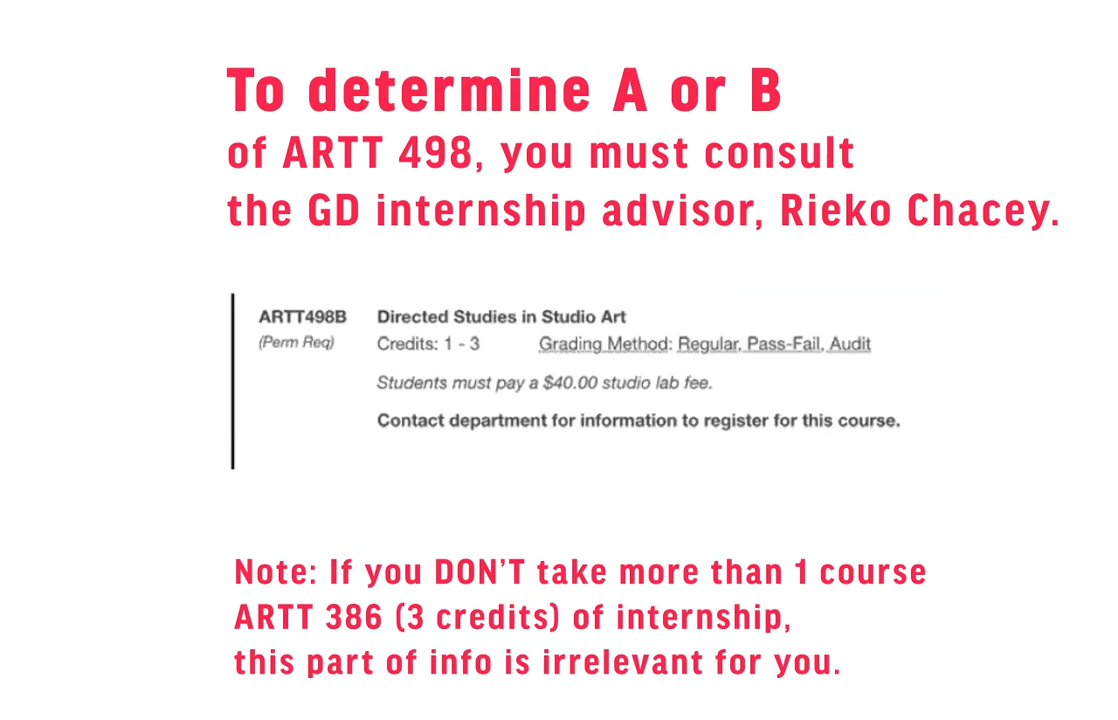 To determine A or B
of ARTT 498, you must consult
the GD internship advisor, Rieko Chacey.
ARTT498B Directed Studies in Studio Art
(Perm Req) Credits: 1 - 3 Grading Method: Regular, Pass-Fail, Audit
Students must pay a $40.00 studio lab fee.
Contact department for information to register for this course.
Note: If you DON'T take more than 1 course
ARTT 386 (3 credits) of internship,
this part of info is irrelevant for you.